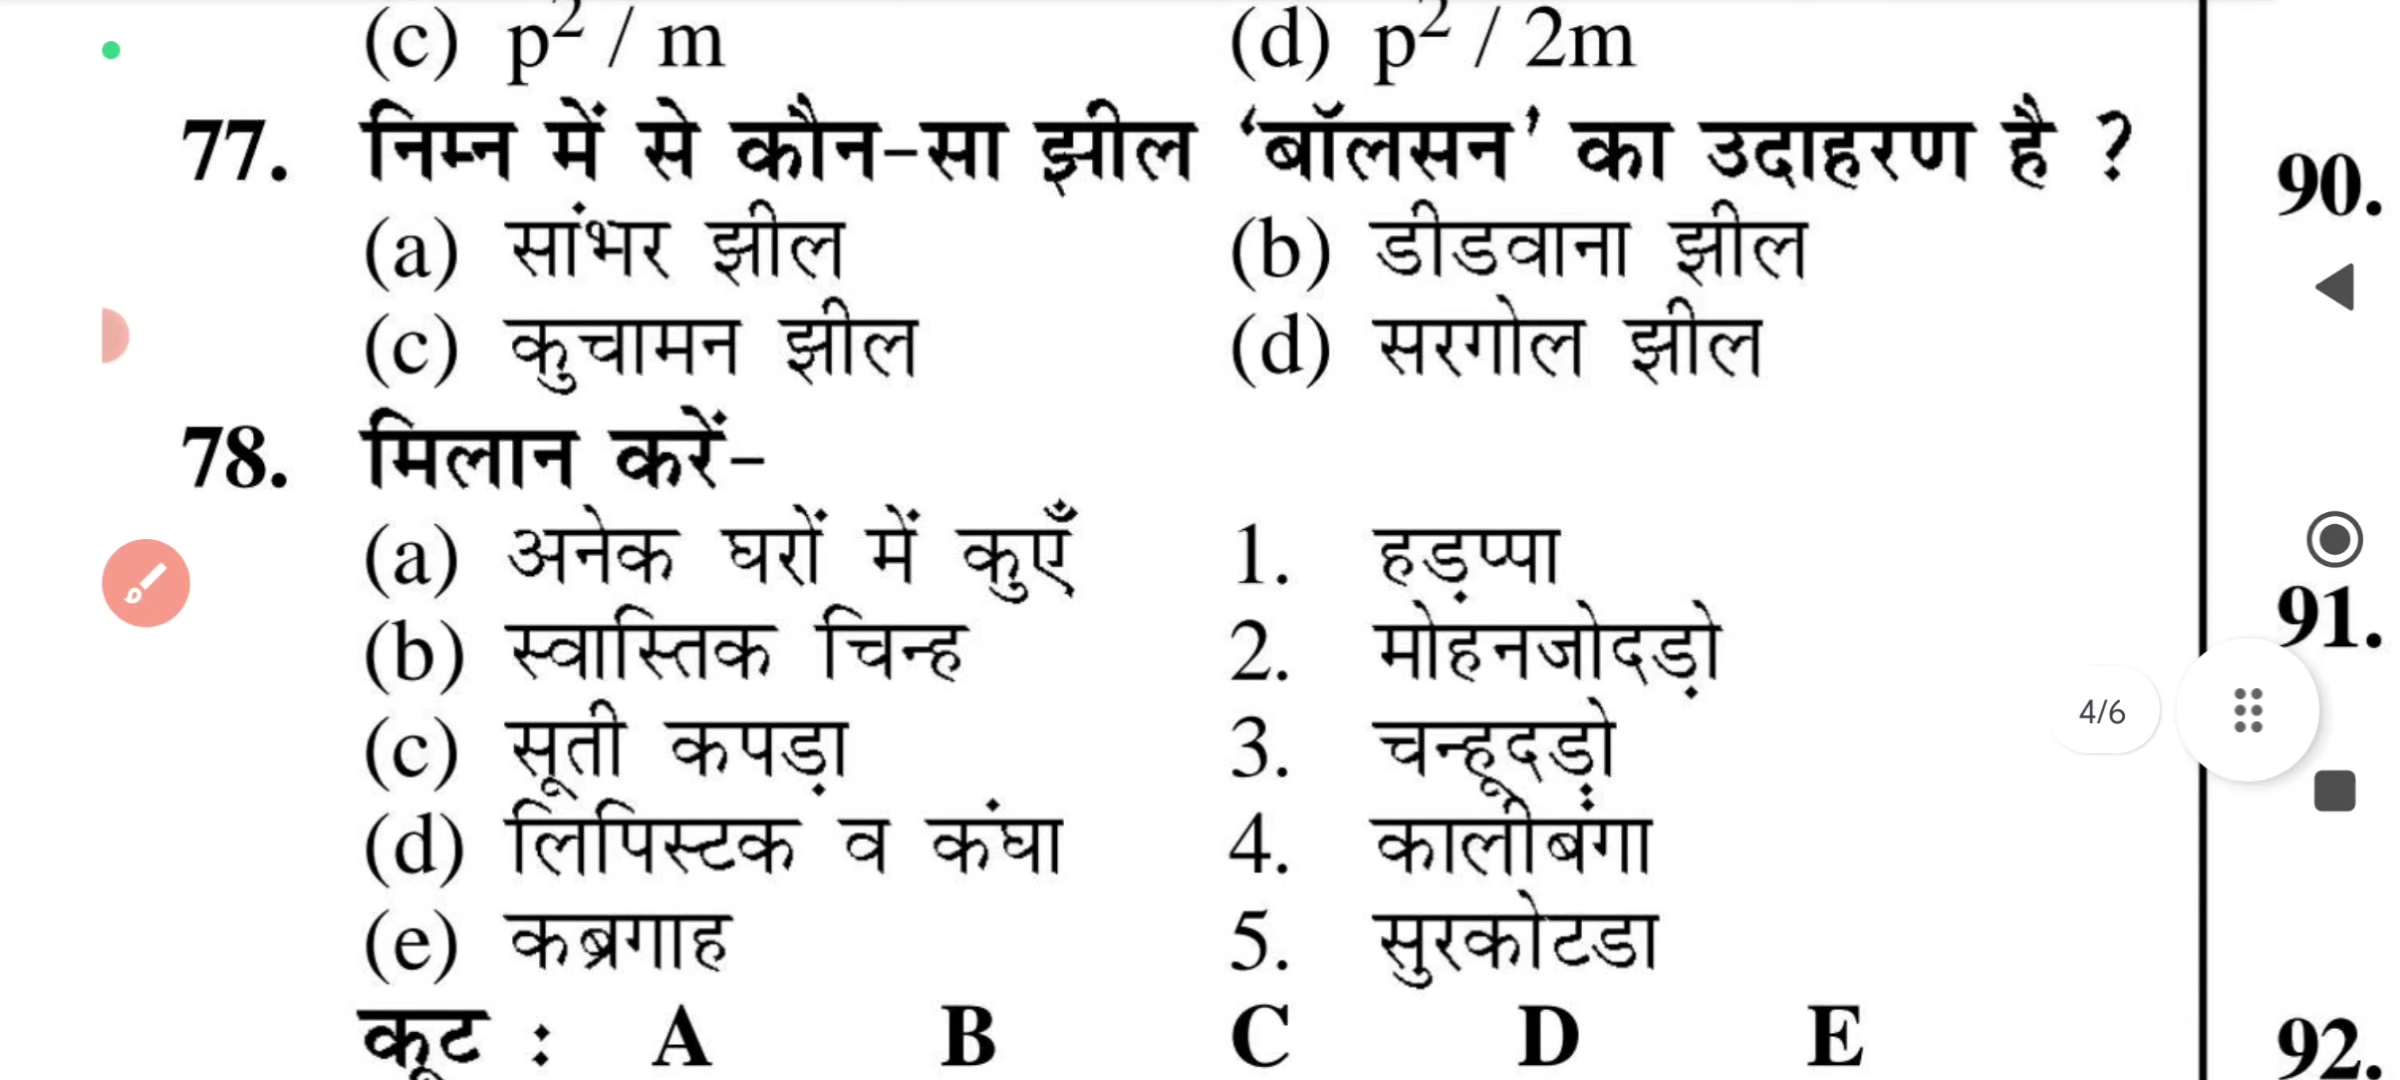 (c) p² / m (d) p² / 2m
77. निम्न में से कौन-सा झील ‘बॉलसन’ का उदाहरण है ?
(a) सांभर झील (b) डीडवाना झील
(c) कुचामन झील (d) सरगोल झील
78. मिलान करें-
(a) अनेक घरों में कुएँ 1. हड़प्पा
(b) स्वास्तिक चिन्ह 2. मोहनजोदड़ो
(c) सूती कपड़ा 3. चन्हूदड़ो
(d) लिपिस्टक व कंघा 4. कालीबंगा
(e) कब्रगाह 5. सुरकोटडा
कूट : A B C D E
90.
91.
4/6
92.